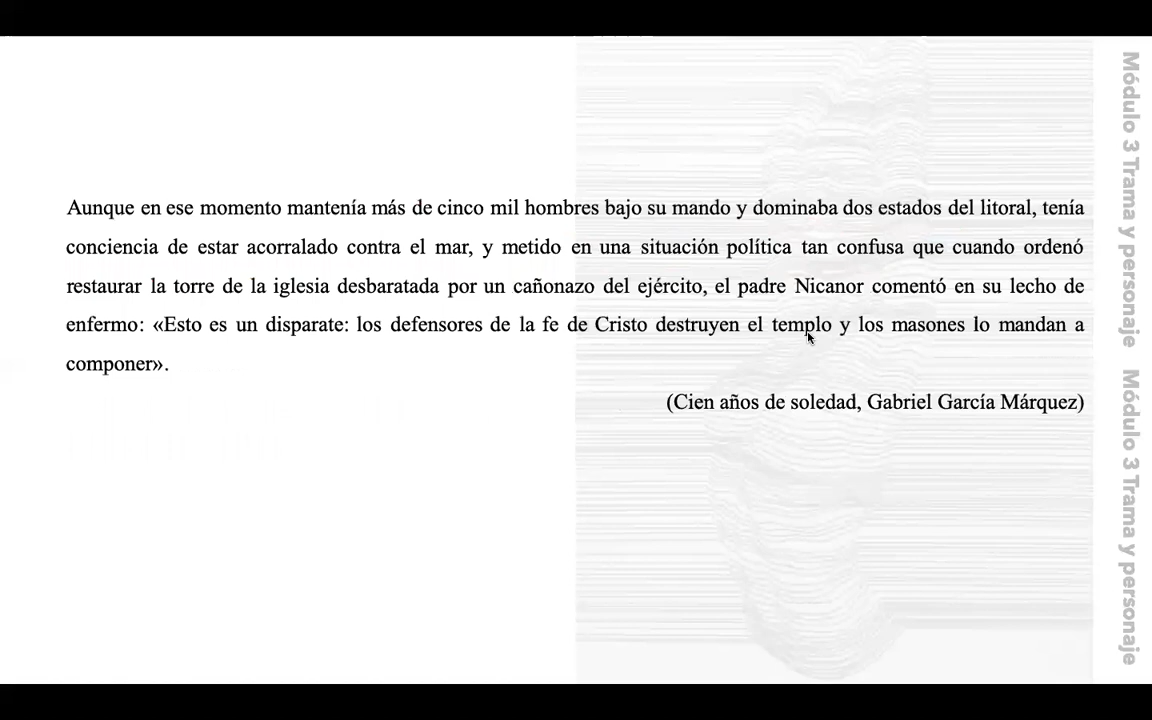 Aunque en ese momento mantenía más de cinco mil hombres bajo su mando y dominaba dos estados del litoral, tenía
conciencia de estar acorralado contra el mar, y metido en una situación política tan confusa que cuando ordenó
restaurar la torre de la iglesia desbaratada por un cañonazo del ejército, el padre Nicanor comentó en su lecho de
enfermo: «Esto es un disparate: los defensores de la fe de Cristo destruyen el templo y los masones lo mandan a
componer».
(Cien años de soledad, Gabriel García Márquez)
Módulo 3 Trama y personaje
Módulo 3 Trama y personaje